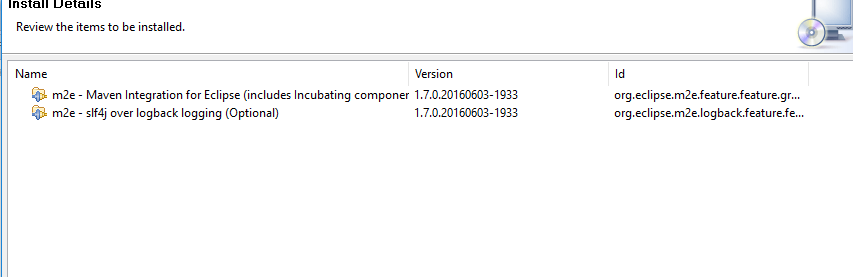 Install Details
Review the items to be installed.
Name Version Id
m2e - Maven Integration for Eclipse (includes Incubating componer 1.7.0.20160603-1933 org.eclipse.m2e.feature.feature.gr...
m2e - slf4j over logback logging (Optional) 1.7.0.20160603-1933 org.eclipse.m2e.logback.feature.fe...